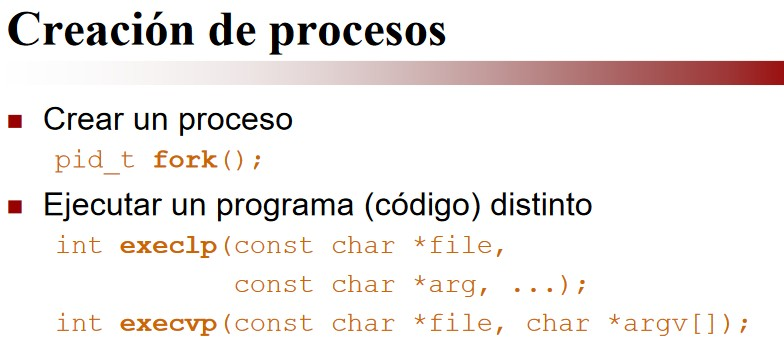 Creación de procesos
Crear un proceso
pid_t fork();
Ejecutar un programa (código) distinto
int execlp(const char *file,
const char *arg, ...);
int execvp(const char *file, char *argv[]);